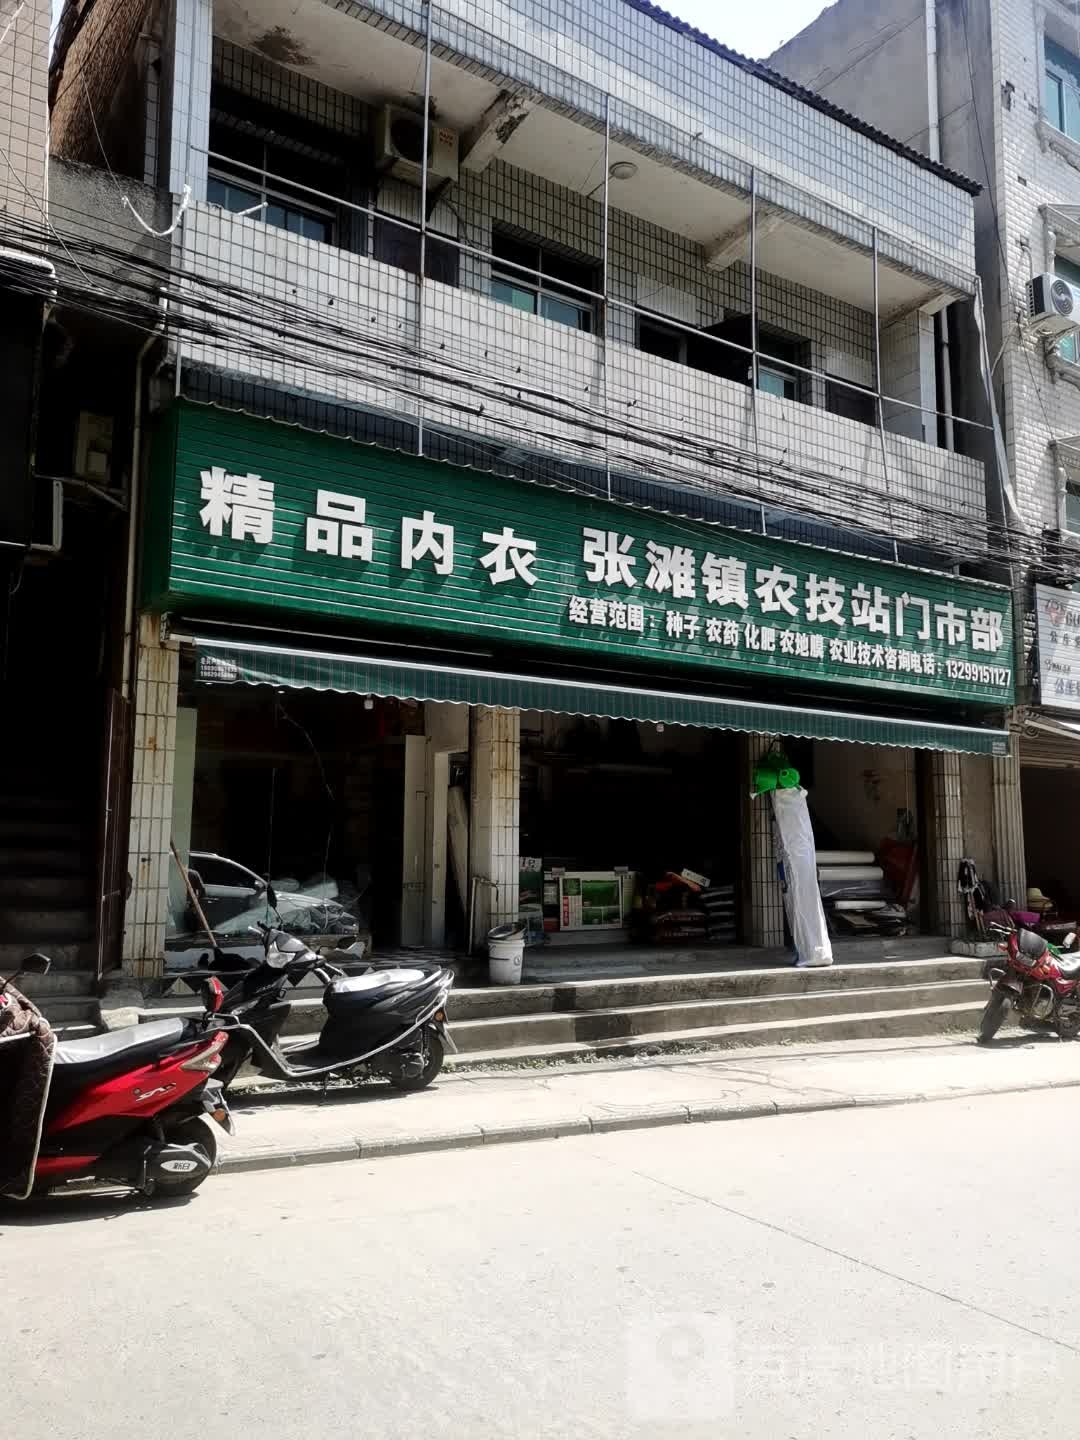 精品内衣 张滩镇农技站门市部
经营范围：种子 农药 化肥 农地膜 农业技术咨询电话：13299151127